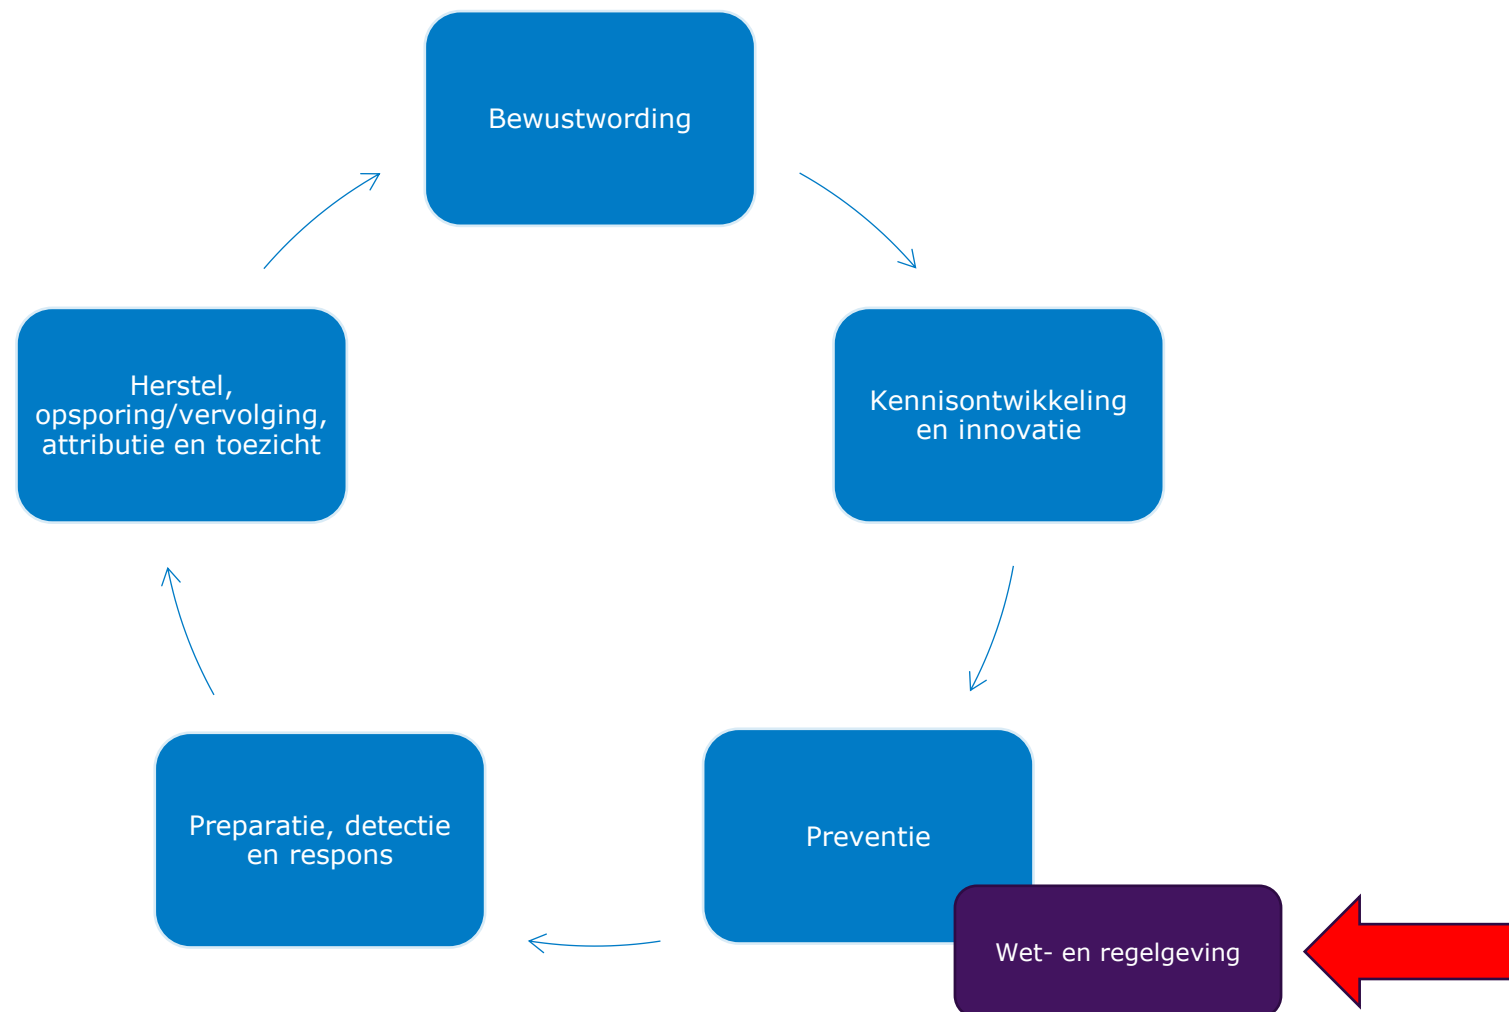 Bewustwording
Kennisontwikkeling
en innovatie
Preventie
Wet- en regelgeving
Preparatie, detectie
en respons
Herstel,
opsporing/vervolging,
attributie en toezicht